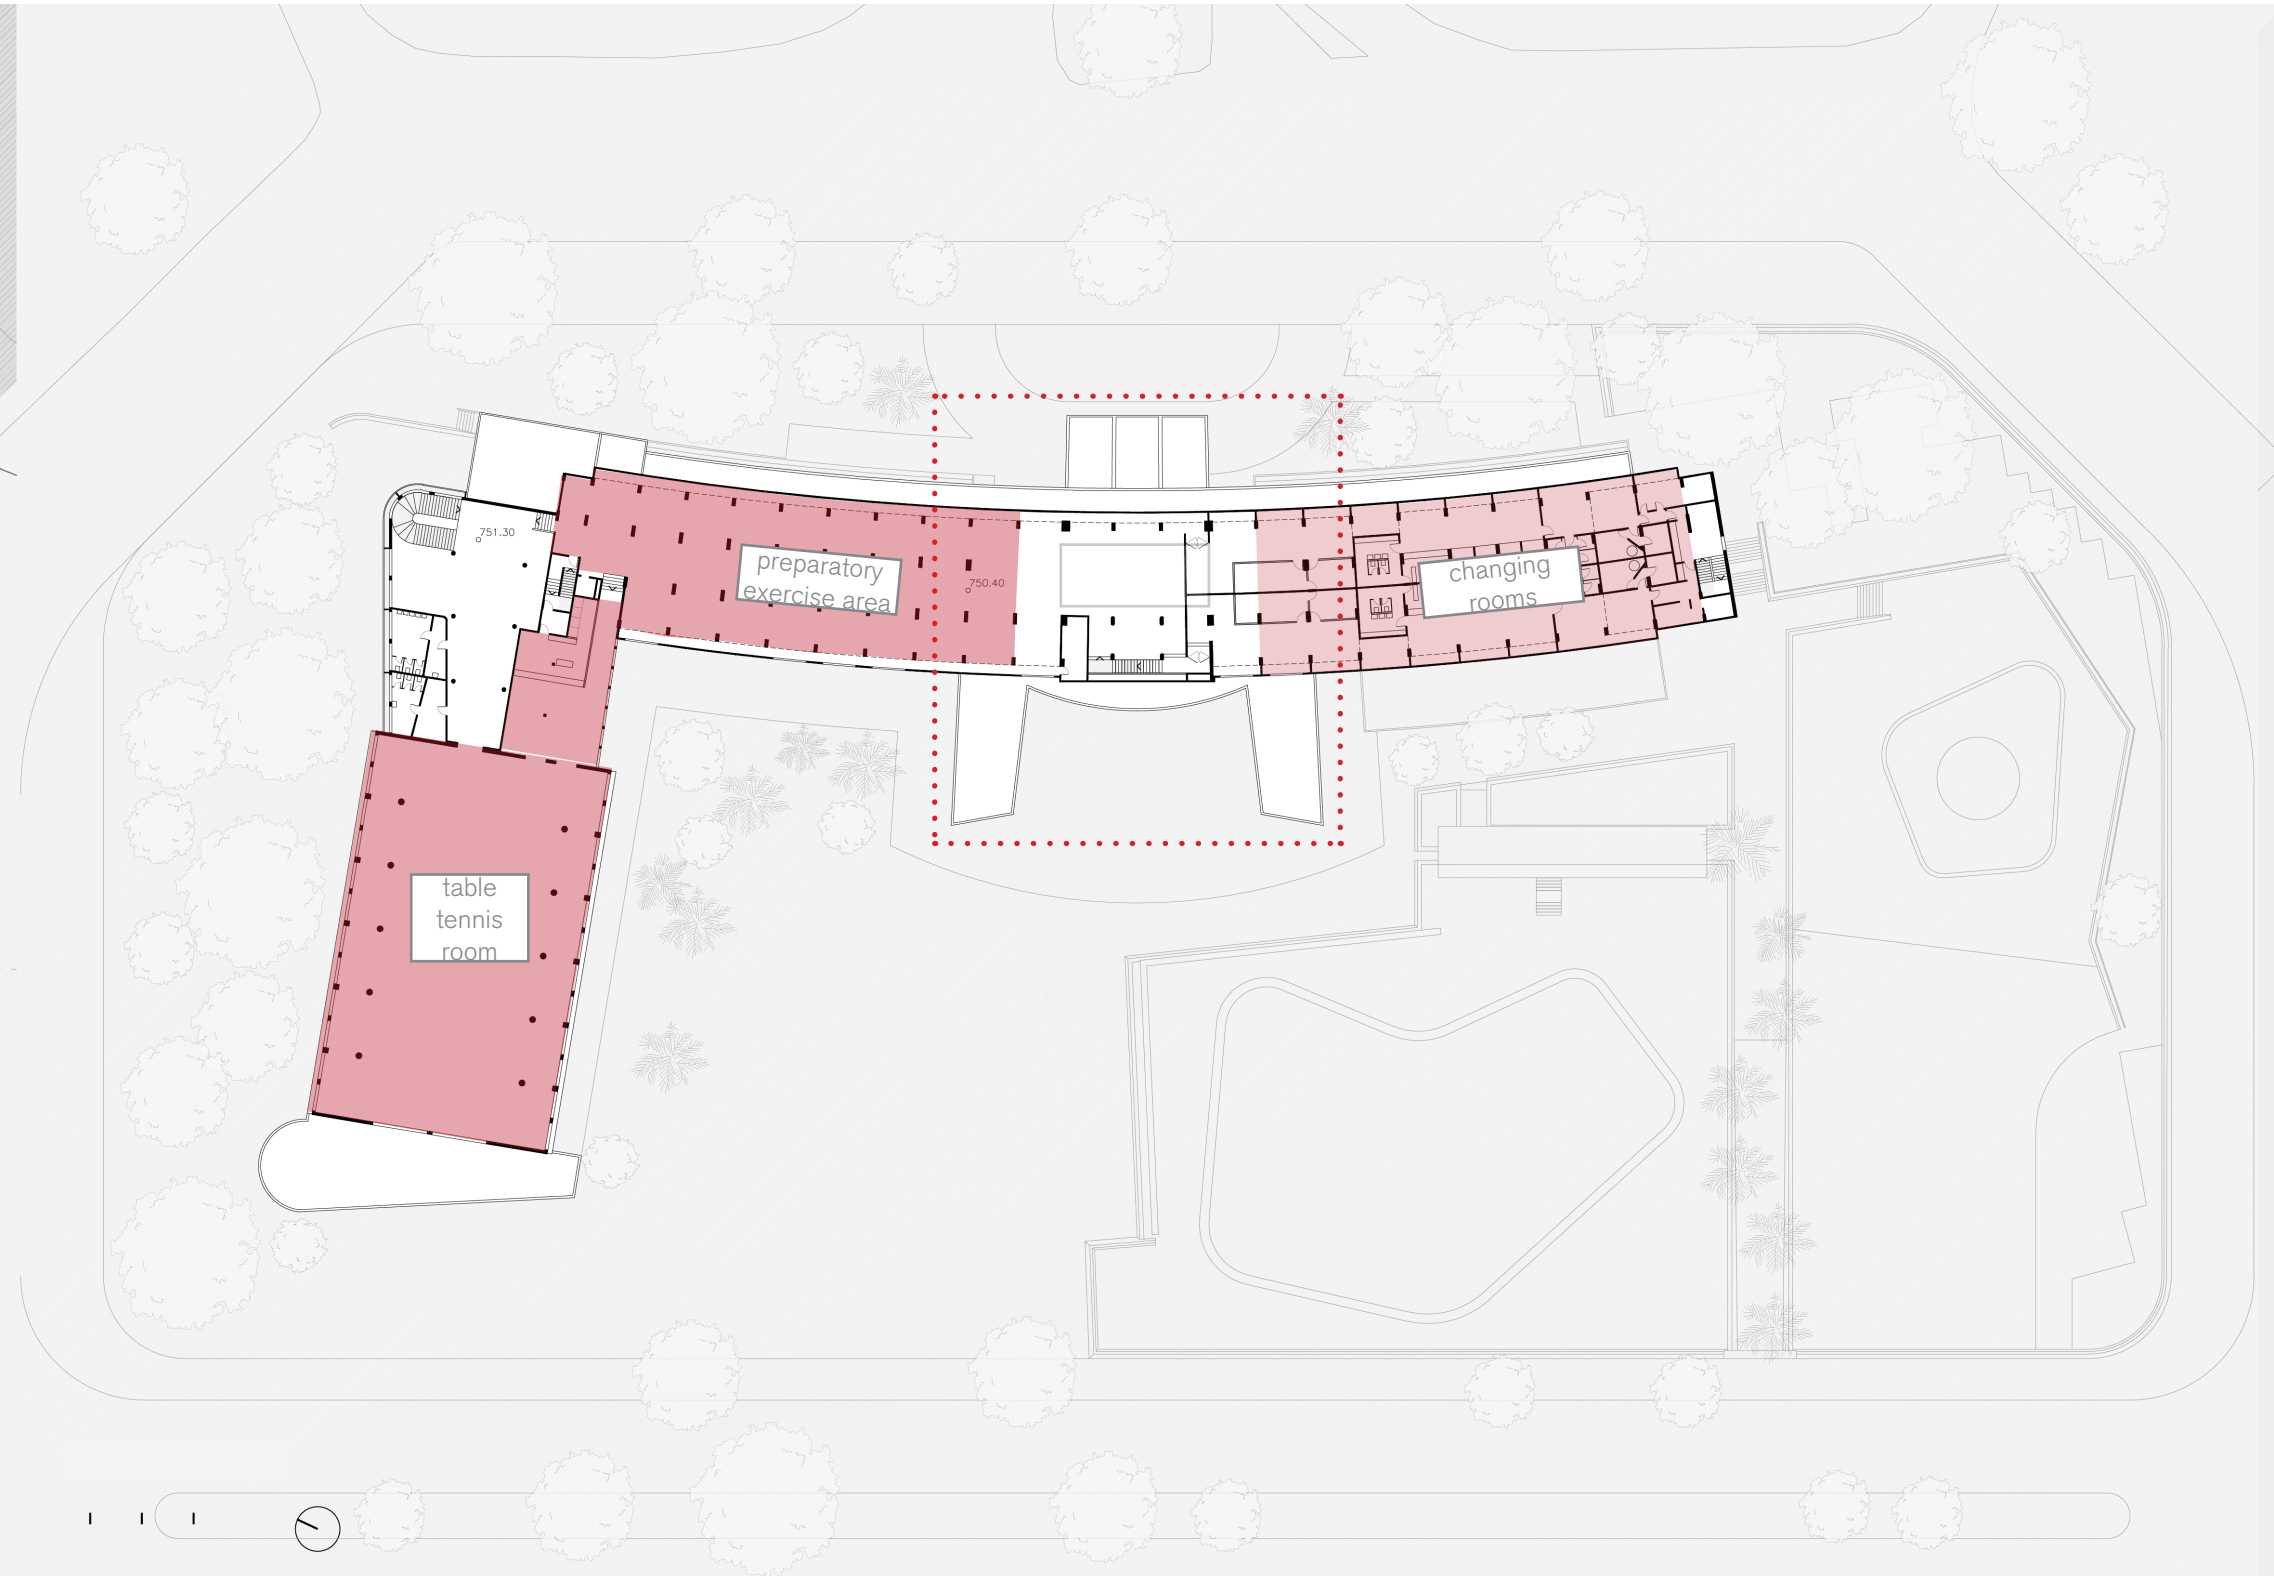 751.30
preparatory
exercise area
750.40
changing
rooms
table
tennis
room